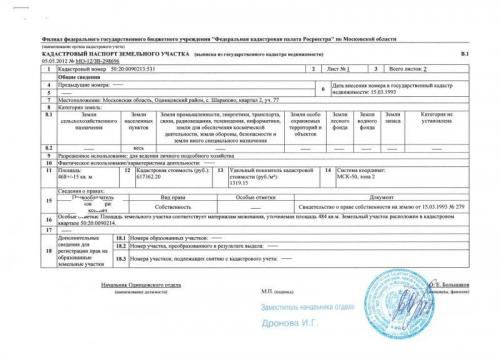 Филиал федерального государственного бюджетного учреждения "Федеральная кадастровая палата Росреестра" по Московской области
(наименование органа кадастрового учета)
КАДАСТРОВЫЙ ПАСПОРТ ЗЕМЕЛЬНОГО УЧАСТКА (выписка из государственного кадастра недвижимости) В.1
05.05.2012 № МО-12/ЗВ-298696
1 Кадастровый номер 50:20:0090213:531 2 Лист № 1 3 Всего листов: 2
Общие сведения
4 Предыдущие номера: —— 6 Дата внесения номера в государственный кадастр недвижимости: 15.03.1993
5 ——
7 Местоположение: Московская область, Одинцовский район, с. Шарапово, квартал 2, уч. 77
8 Категория земель:
8.1 Земли сельскохозяйственного назначения Земли населенных пунктов Земли промышленности, энергетики, транспорта, связи, радиовещания, телевидения, информатики, земли для обеспечения космической деятельности, земли обороны, безопасности и земли иного специального назначения Земли особо охраняемых территорий и объектов Земли лесного фонда Земли водного фонда Земли запаса Категория не установлена
8.2 —— весь —— —— —— —— —— ——
9 Разрешенное использование: для ведения личного подсобного хозяйства
10 Фактическое использование/характеристика деятельности: ——
11 Площадь: 468+/-15 кв. м 12 Кадастровая стоимость (руб.): 617362.20 13 Удельный показатель кадастровой стоимости (руб./м²): 1319.15 14 Система координат: МСК-50, зона 2
15 Сведения о правах:
Правообладатель Вид права Особые отметки Документ
Собственность —— Свидетельство о праве собственности на землю от 15.03.1993 № 279
16 Особые отметки: Площадь земельного участка соответствует материалам межевания, уточняемая площадь 484 кв.м. Земельный участок расположен в кадастровом
квартале 50:20:0090214.
17 ——
18 Дополнительные сведения для регистрации прав на образованные земельные участки 18.1 Номера образованных участков: ——
18.2 Номер участка, преобразованного в результате выдела: ——
18.3 Номера участков, подлежащих снятию с кадастрового учета: ——
Начальник Одинцовского отдела О. Е. Большаков
(наименование должности) М.П. (подпись) (инициалы, фамилия)
Заместитель начальника отдела
Дронова И.Г.